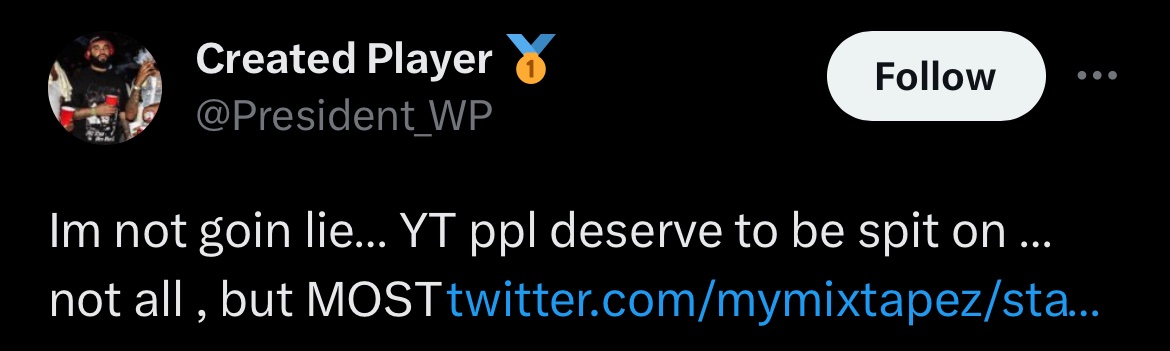 Created Player 🥇
@President_WP
Follow
Im not goin lie... YT ppl deserve to be spit on ...
not all , but MOST twitter.com/mymixtapez/sta...